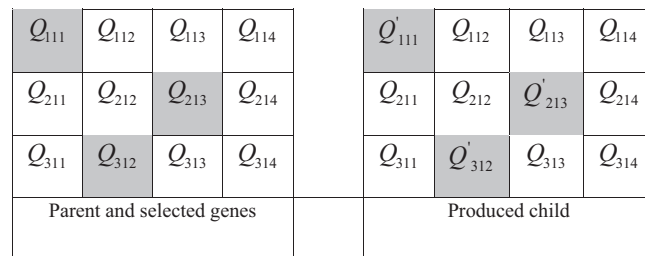 Q₁₁₁ Q₁₁₂ Q₁₁₃ Q₁₁₄ Q'₁₁₁ Q₁₁₂ Q₁₁₃ Q₁₁₄
Q₂₁₁ Q₂₁₂ Q₂₁₃ Q₂₁₄ Q₂₁₁ Q₂₁₂ Q'₂₁₃ Q₂₁₄
Q₃₁₁ Q₃₁₂ Q₃₁₃ Q₃₁₄ Q₃₁₁ Q'₃₁₂ Q₃₁₃ Q₃₁₄
Parent and selected genes Produced child